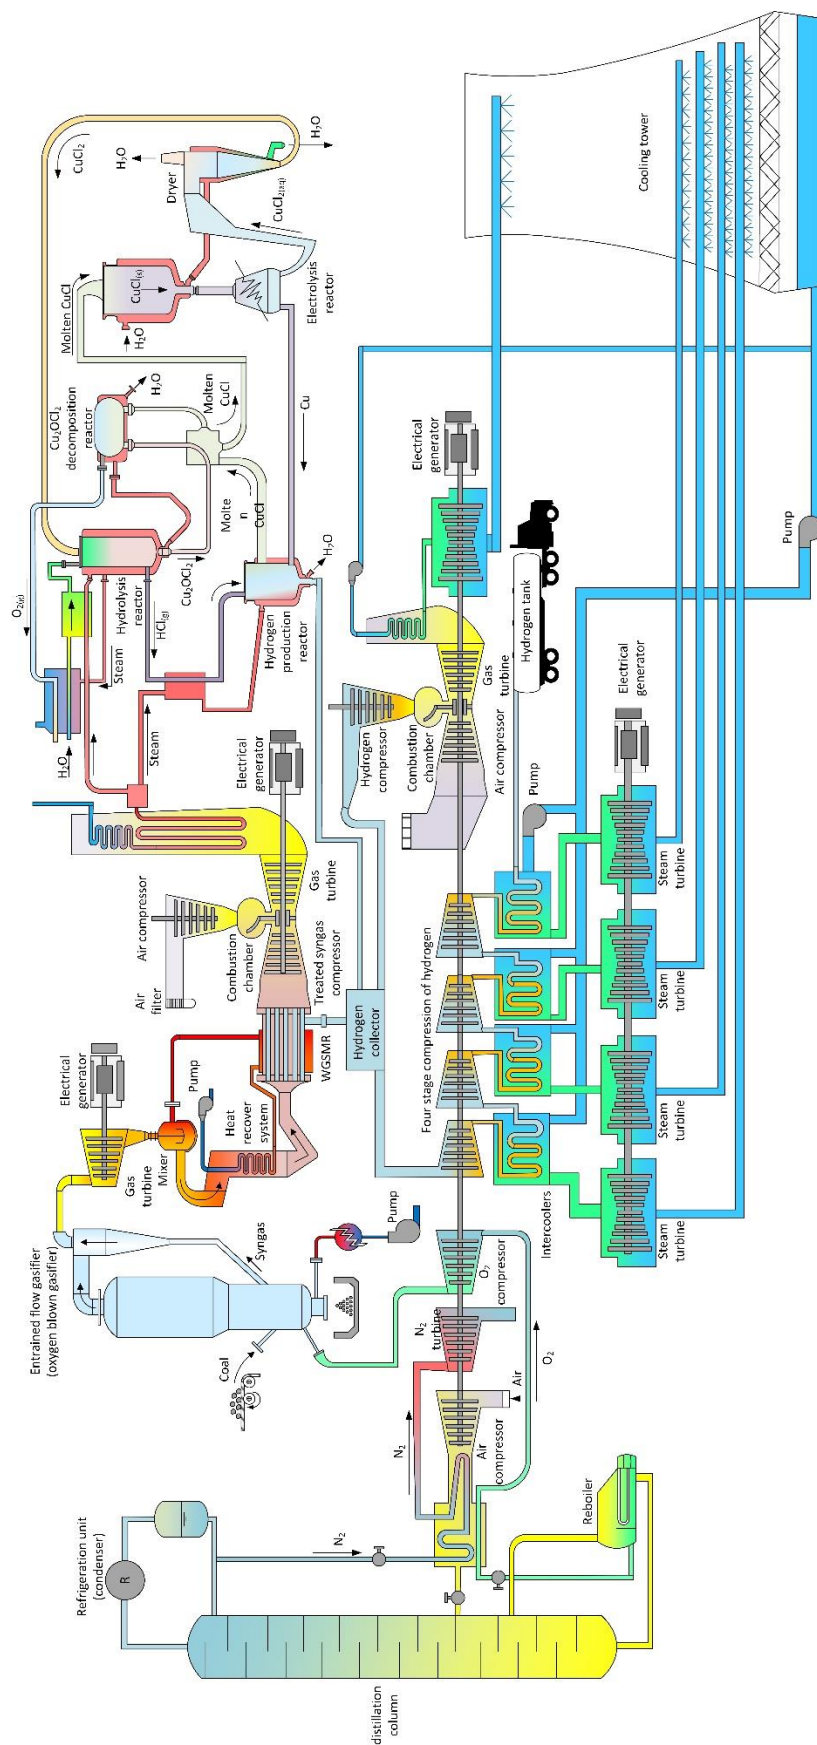 Refrigeration unit
(condenser)
R
N₂
distillation
column
Reboiler
N₂
Air
compressor
Air
N₂
turbine
O₂
compressor
O₂
Entrained flow gasifier
(oxygen blown gasifier)
Coal
Syngas
Pump
Gas
turbine
Electrical
generator
Mixer
Heat
recover
system
Pump
WGSMR
Air
filter
Air compressor
Combustion
chamber
Treated syngas
compressor
Gas
turbine
Electrical
generator
Hydrogen
collector
H₂O
Steam
Steam
O₂(g)
Hydrolysis
reactor
HCl(g)
Cu₂OCl₂
Hydrogen
production
reactor
H₂O
Cu₂OCl₂
decomposition
reactor
H₂O
Molte
n
CuCl
Molten
CuCl
Molten CuCl
CuCl(s)
H₂O
Cu
Electrolysis
reactor
CuCl₂(aq)
Dryer
H₂O
H₂O
CuCl₂
Hydrogen
compressor
Combustion
chamber
Air compressor
Gas
turbine
Electrical
generator
Four stage compression of hydrogen
Intercoolers
Pump
Hydrogen tank
Steam
turbine
Steam
turbine
Steam
turbine
Steam
turbine
Electrical
generator
Pump
Cooling tower